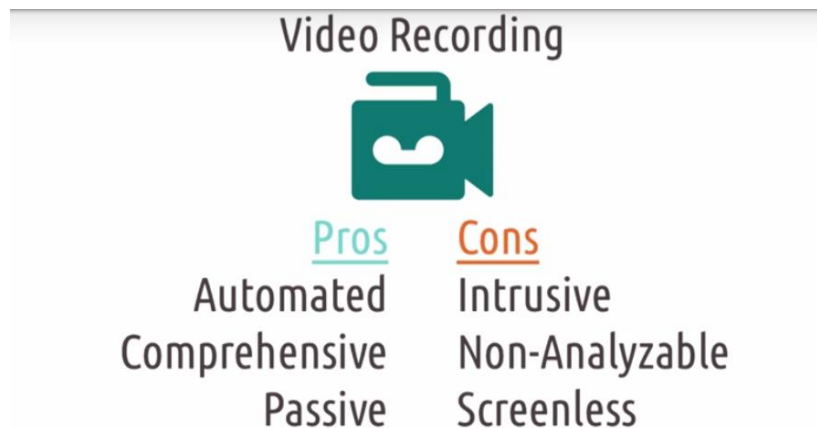 Video Recording
Pros Cons
Automated Intrusive
Comprehensive Non-Analyzable
Passive Screenless